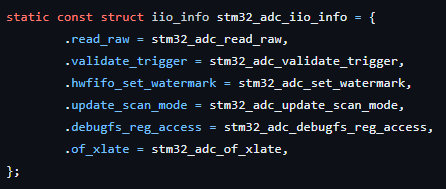 static const struct iio_info stm32_adc_iio_info = {
        .read_raw = stm32_adc_read_raw,
        .validate_trigger = stm32_adc_validate_trigger,
        .hwfifo_set_watermark = stm32_adc_set_watermark,
        .update_scan_mode = stm32_adc_update_scan_mode,
        .debugfs_reg_access = stm32_adc_debugfs_reg_access,
        .of_xlate = stm32_adc_of_xlate,
};